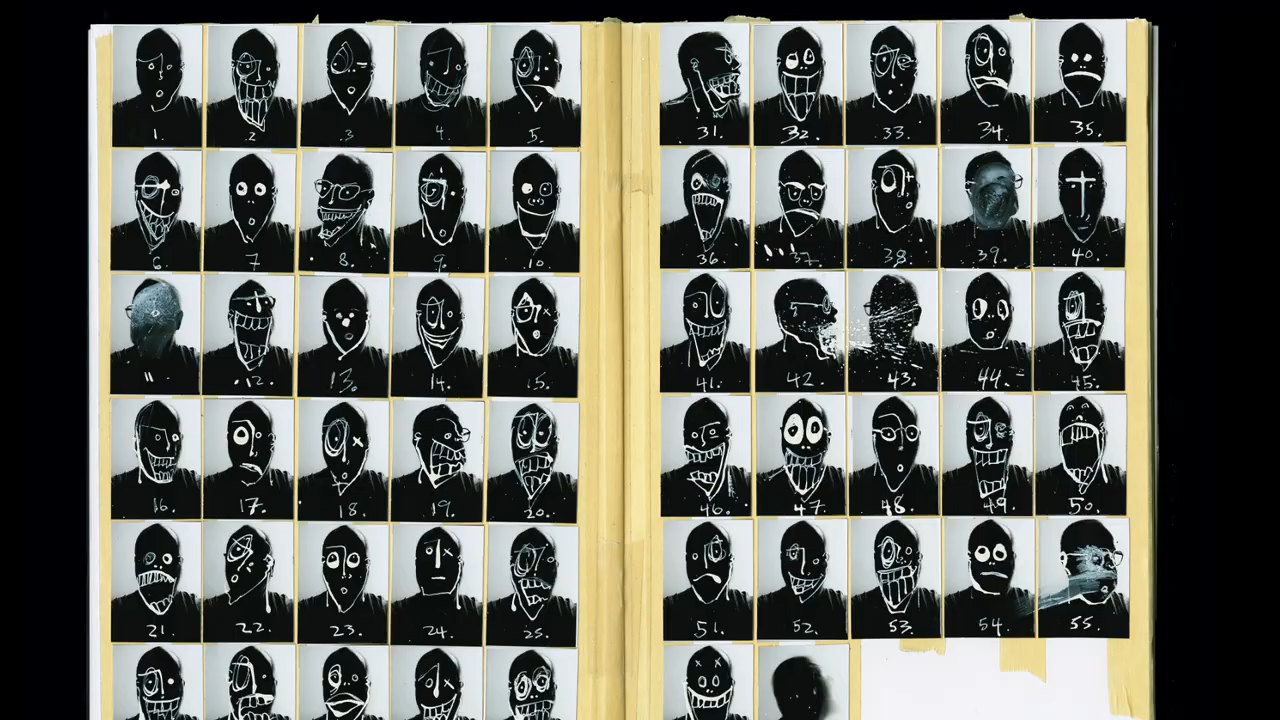 1. 2 3 4. 5.
6. 7 8. 9. 10.
11. 12. 13. 14. 15.
16. 17. 18. 19. 20.
21. 22. 23. 24. 25.
31. 32. 33. 34. 35.
36. 37. 38. 39. 40.
41. 42. 43. 44. 45.
46. 47. 48. 49. 50.
51. 52. 53. 54. 55.